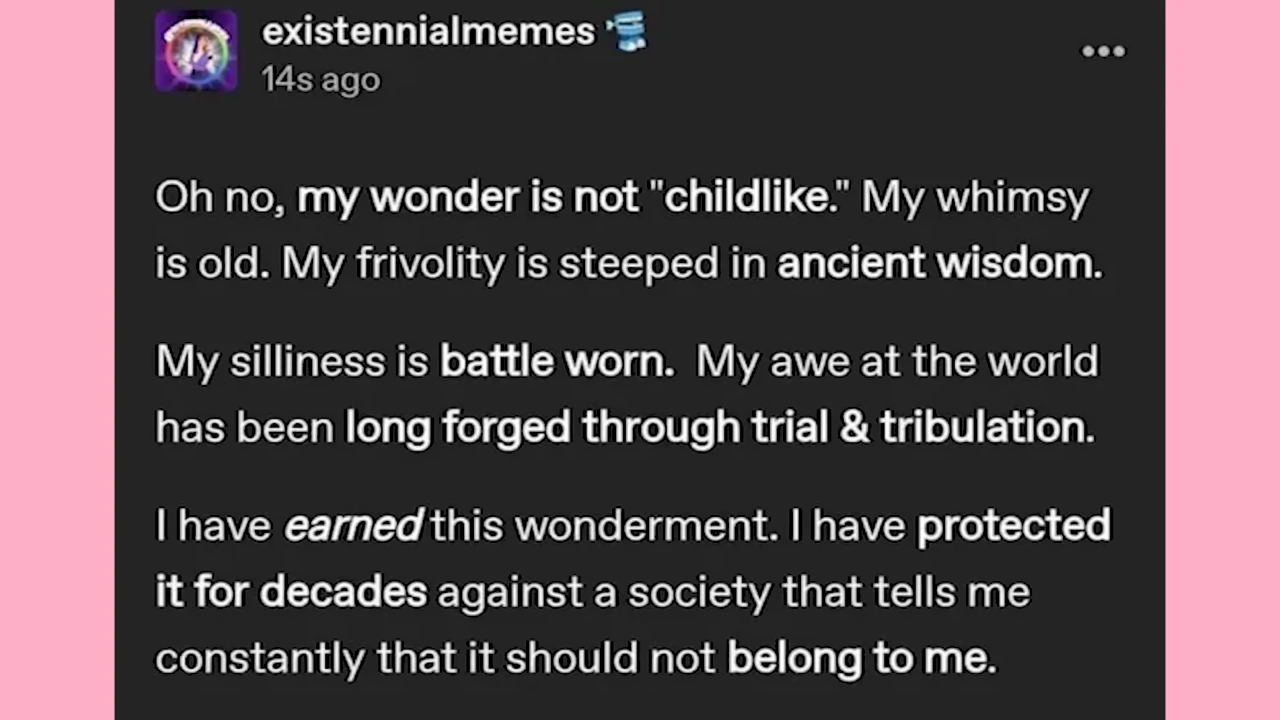 existennialmemes
14s ago
Oh no, my wonder is not "childlike." My whimsy
is old. My frivolity is steeped in ancient wisdom.
My silliness is battle worn.  My awe at the world
has been long forged through trial & tribulation.
I have earned this wonderment. I have protected
it for decades against a society that tells me
constantly that it should not belong to me.